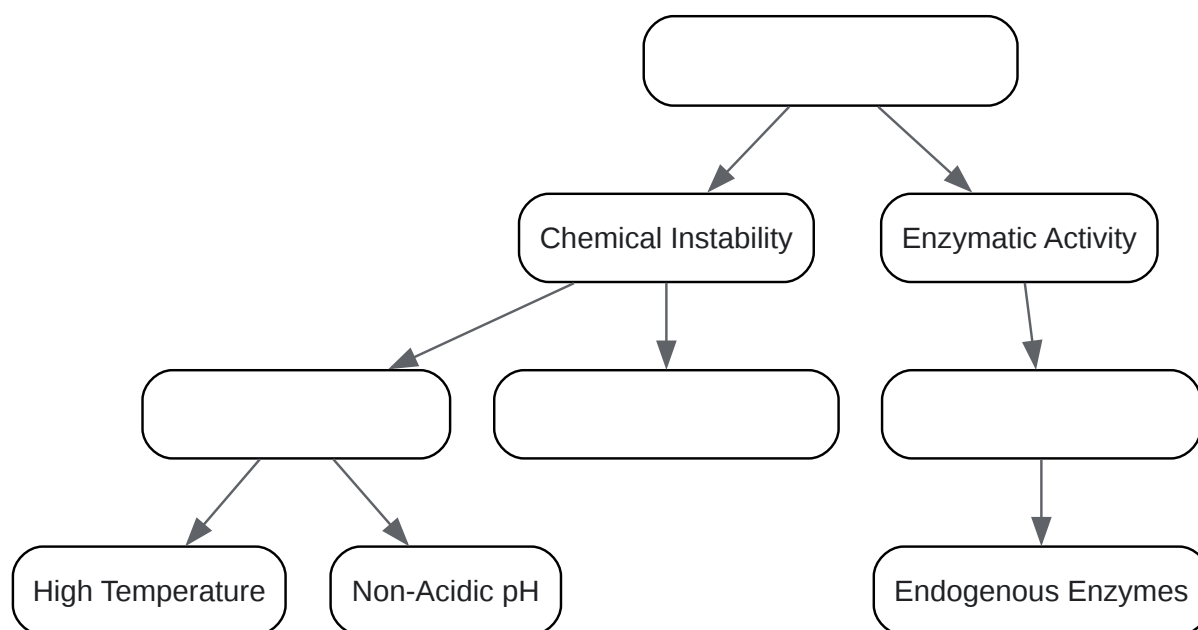 Chemical Instability
Enzymatic Activity
High Temperature
Non-Acidic pH
Endogenous Enzymes